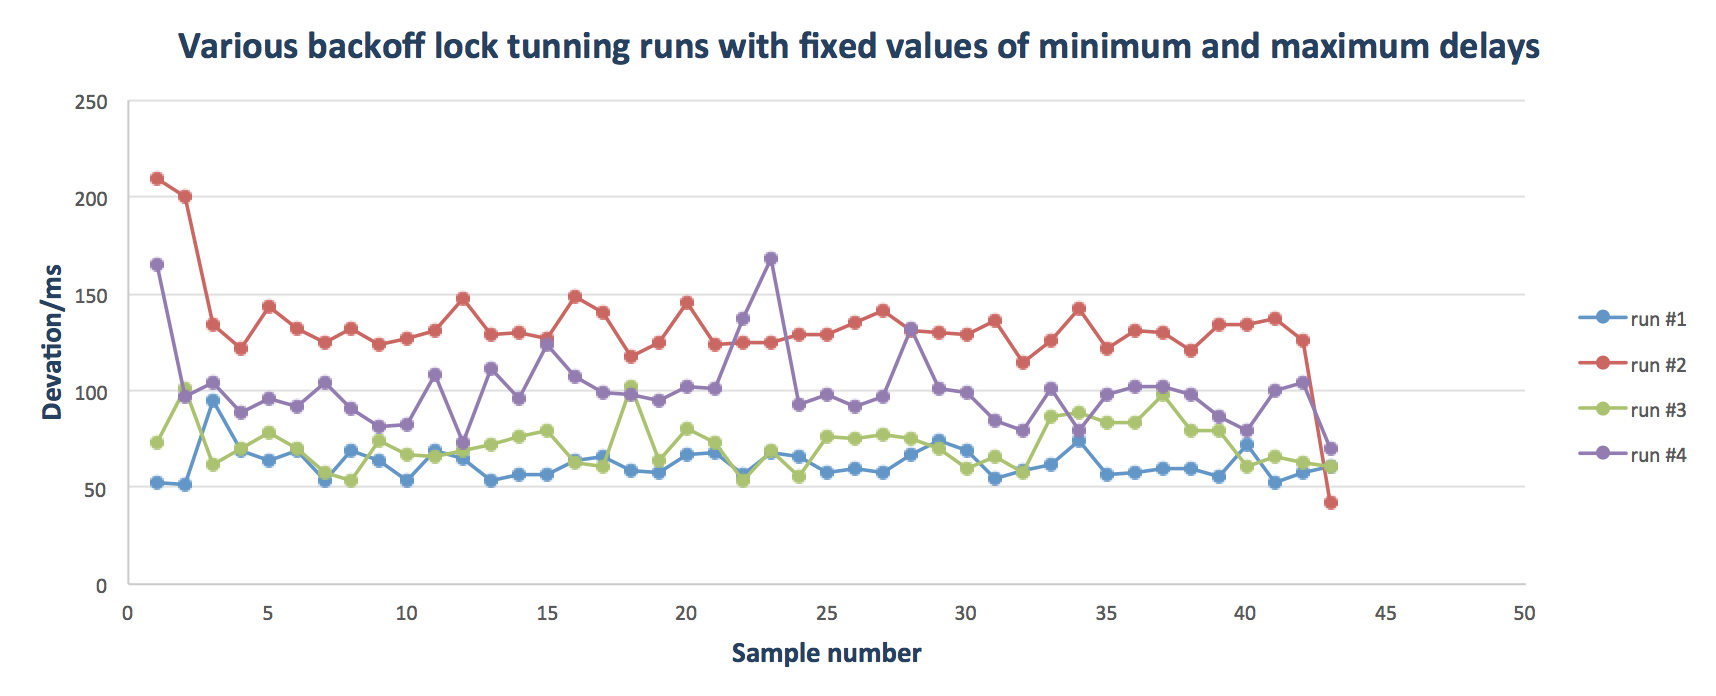 Various backoff lock tunning runs with fixed values of minimum and maximum delays
250
200
150
100
50
0
Devation/ms
0 5 10 15 20 25 30 35 40 45 50
Sample number
run #1
run #2
run #3
run #4